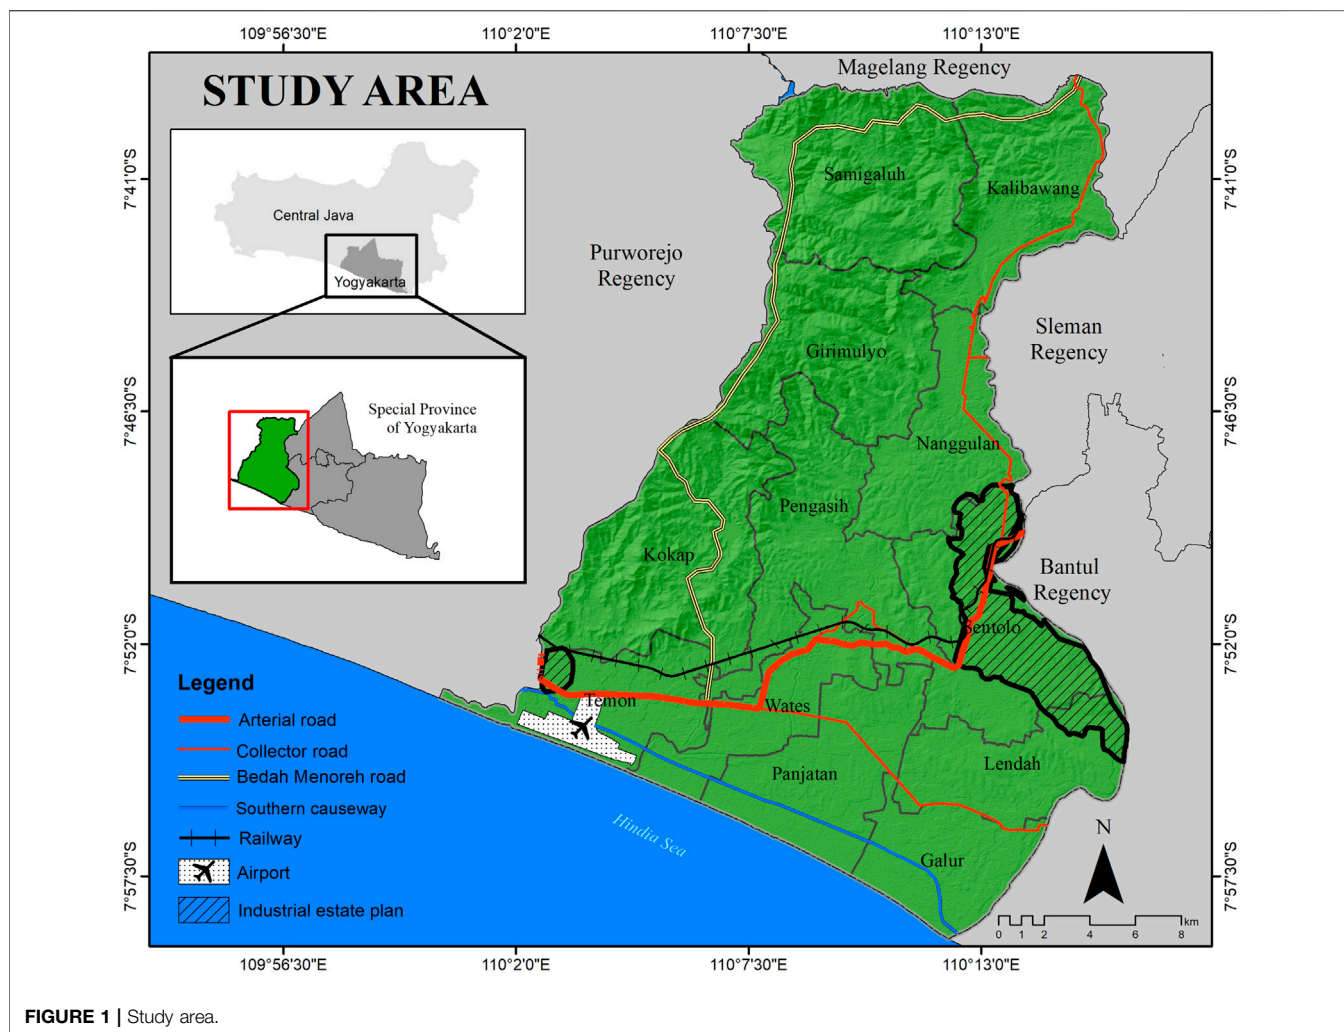 109°56'30"E
110°2'0"E
110°7'30"E
110°13'0"E
STUDY AREA
Magelang Regency
7°41'0"S
7°41'0"S
Samigaluh
Kalibawang
Central Java
Yogyakarta
Purworejo
Regency
Sleman
Regency
Girimulyo
Special Province
of Yogyakarta
7°46'30"S
7°46'30"S
Nanggulan
Pengasih
Kokap
Bantul
Regency
Sentolo
7°52'0"S
7°52'0"S
Legend
Arterial road
Collector road
Bedah Menoreh road
Southern causeway
Railway
Airport
Industrial estate plan
Temon
Wates
Panjatan
Lendah
Hindia Sea
Galur
N
km
0 1 2 4 6 8
7°57'30"S
7°57'30"S
109°56'30"E
110°2'0"E
110°7'30"E
110°13'0"E
FIGURE 1 | Study area.